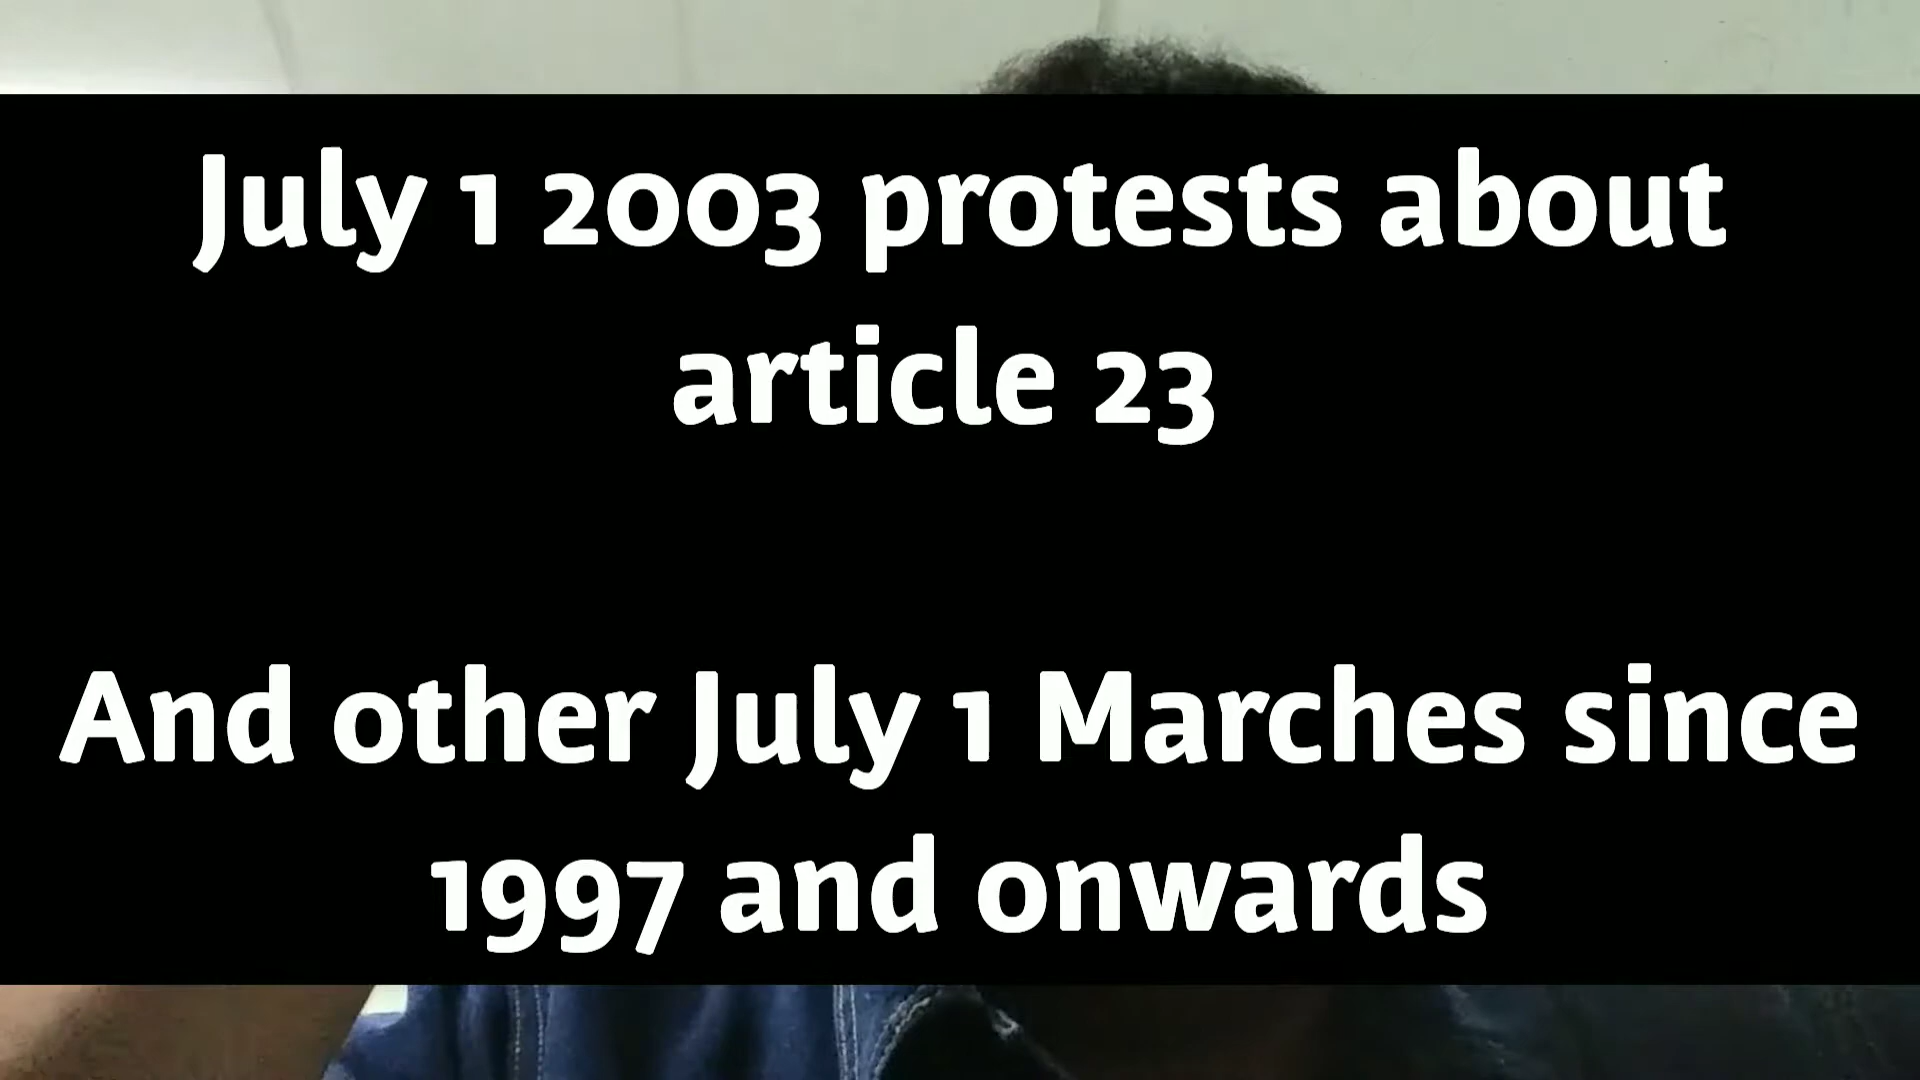 July 1 2003 protests about
article 23
And other July 1 Marches since
1997 and onwards